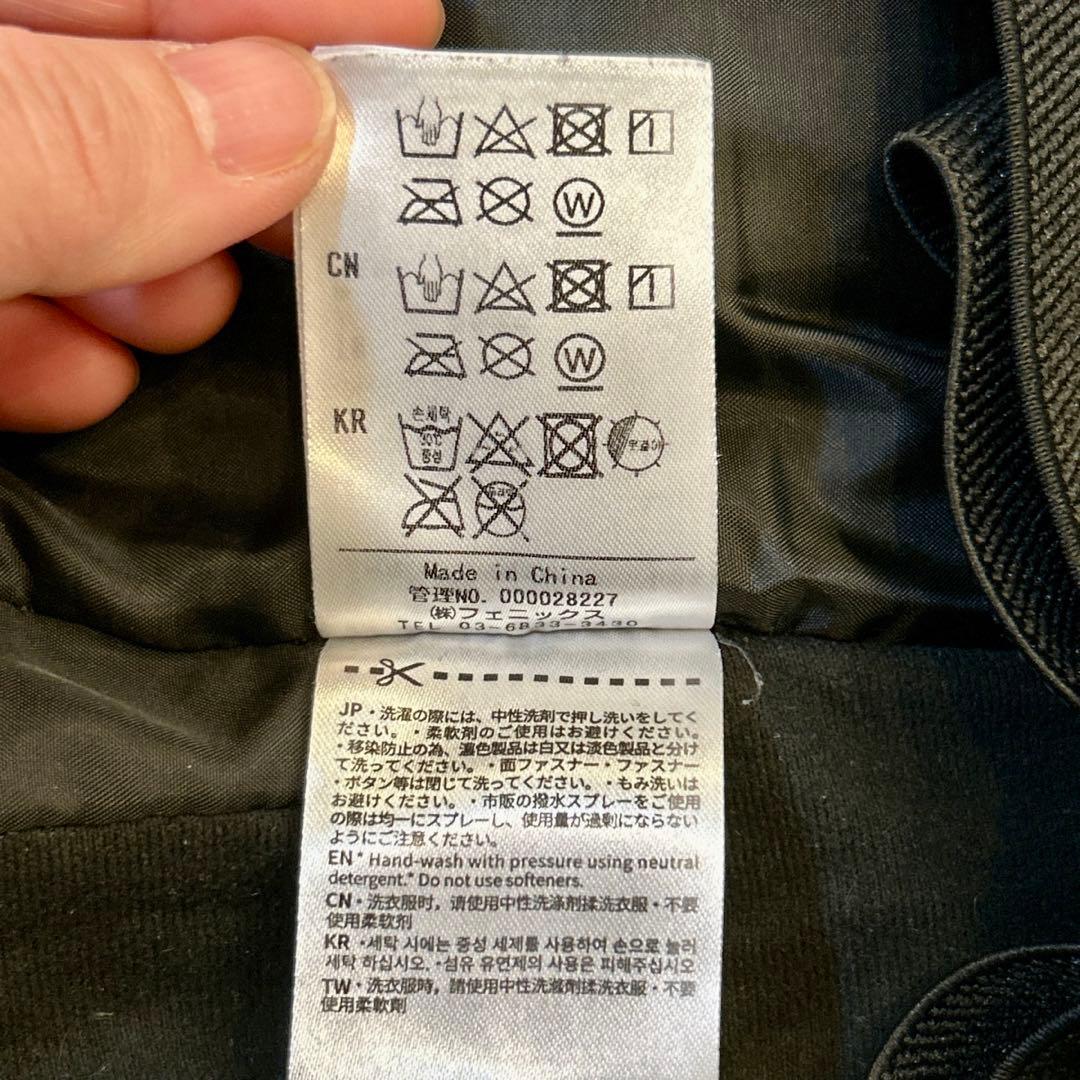 W
CN
W
KR
손세탁
30℃
중성
Made in China
管理NO. 000028227
(株)フェニックス
TEL 03-6833-3430
JP・洗濯の際には、中性洗剤で押し洗いをしてく
ださい。・柔軟剤のご使用はお避けください。
・移染防止の為、濃色製品は白又は淡色製品と分け
て洗ってください。・面ファスナー・ファスナー
・ボタン等は閉じて洗ってください。・もみ洗いは
お避けください。・市販の撥水スプレーをご使用
の際は均一にスプレーし、使用量が過剰にならない
ようにご注意ください。
EN * Hand-wash with pressure using neutral
detergent.* Do not use softeners.
CN・洗衣服时，请使用中性洗涤剂揉洗衣服・不要
使用柔软剂
KR ・세탁 시에는 중성 세제를 사용하여 손으로 눌러
세탁 하십시오. ・섬유 유연제의 사용은 피해주십시오
TW・洗衣服時，請使用中性洗滌劑揉洗衣服・不要
使用柔軟劑